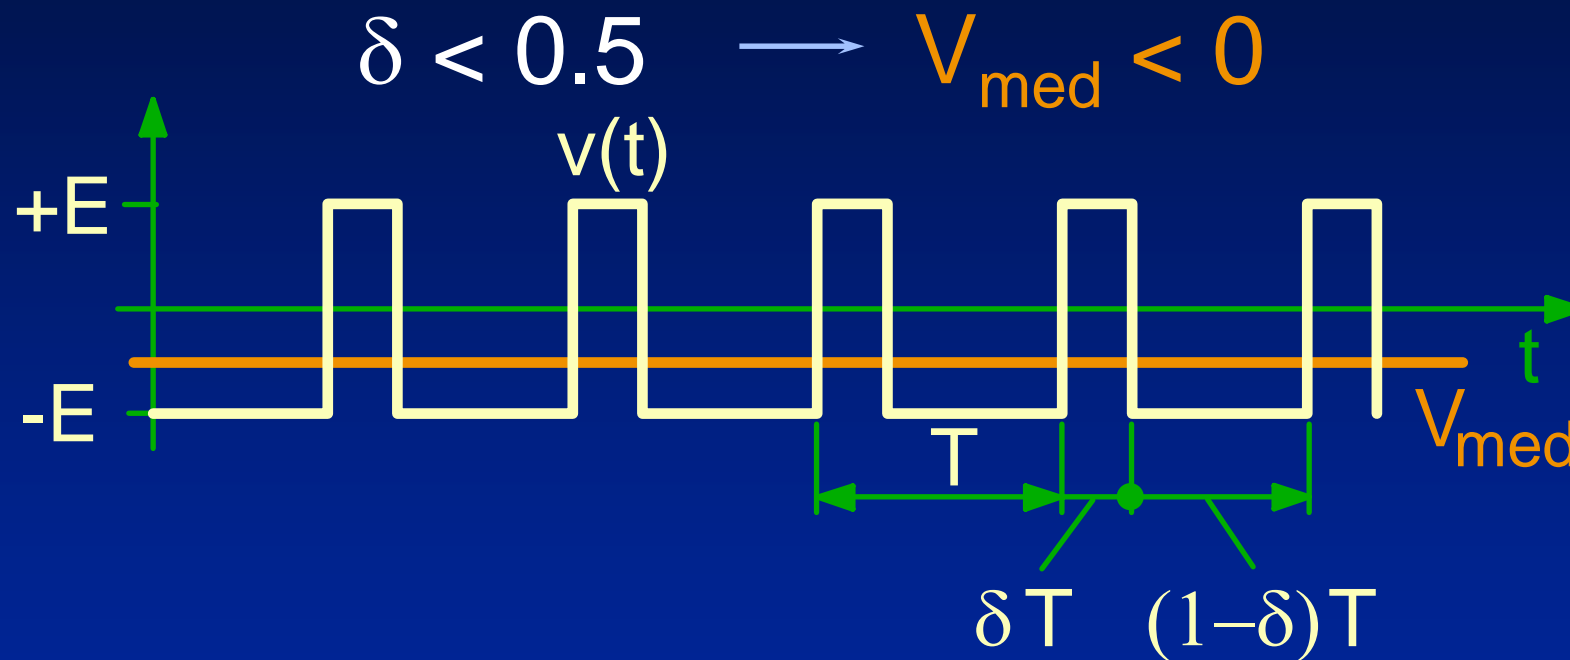 δ < 0.5 → V_med < 0
v(t)
+E
t
-E
V_med
T
δT (1−δ)T